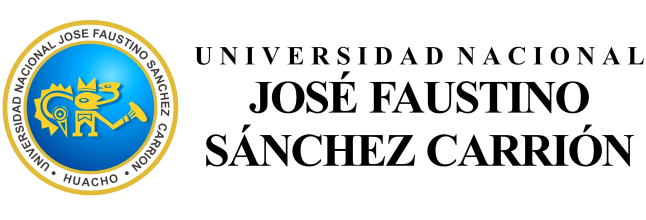 UNIVERSIDAD NACIONAL JOSE FAUSTINO SANCHEZ CARRION
• HUACHO •
UNIVERSIDAD NACIONAL
JOSÉ FAUSTINO
SÁNCHEZ CARRIÓN